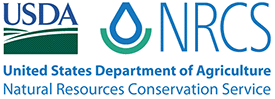 USDA NRCS
United States Department of Agriculture
Natural Resources Conservation Service